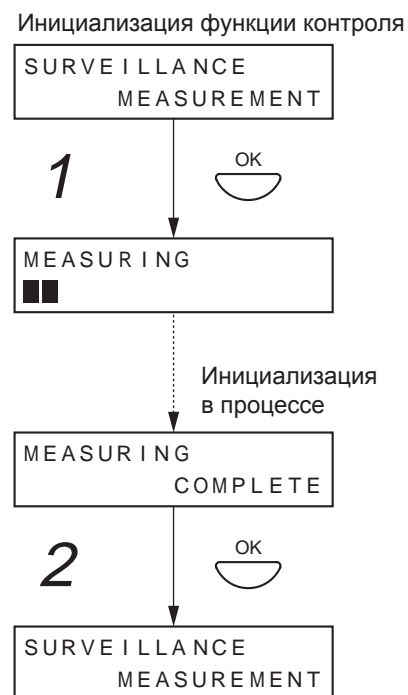 Инициализация функции контроля
SURVEILLANCE
MEASUREMENT
1
OK
MEASURING
Инициализация
в процессе
MEASURING
COMPLETE
2
OK
SURVEILLANCE
MEASUREMENT